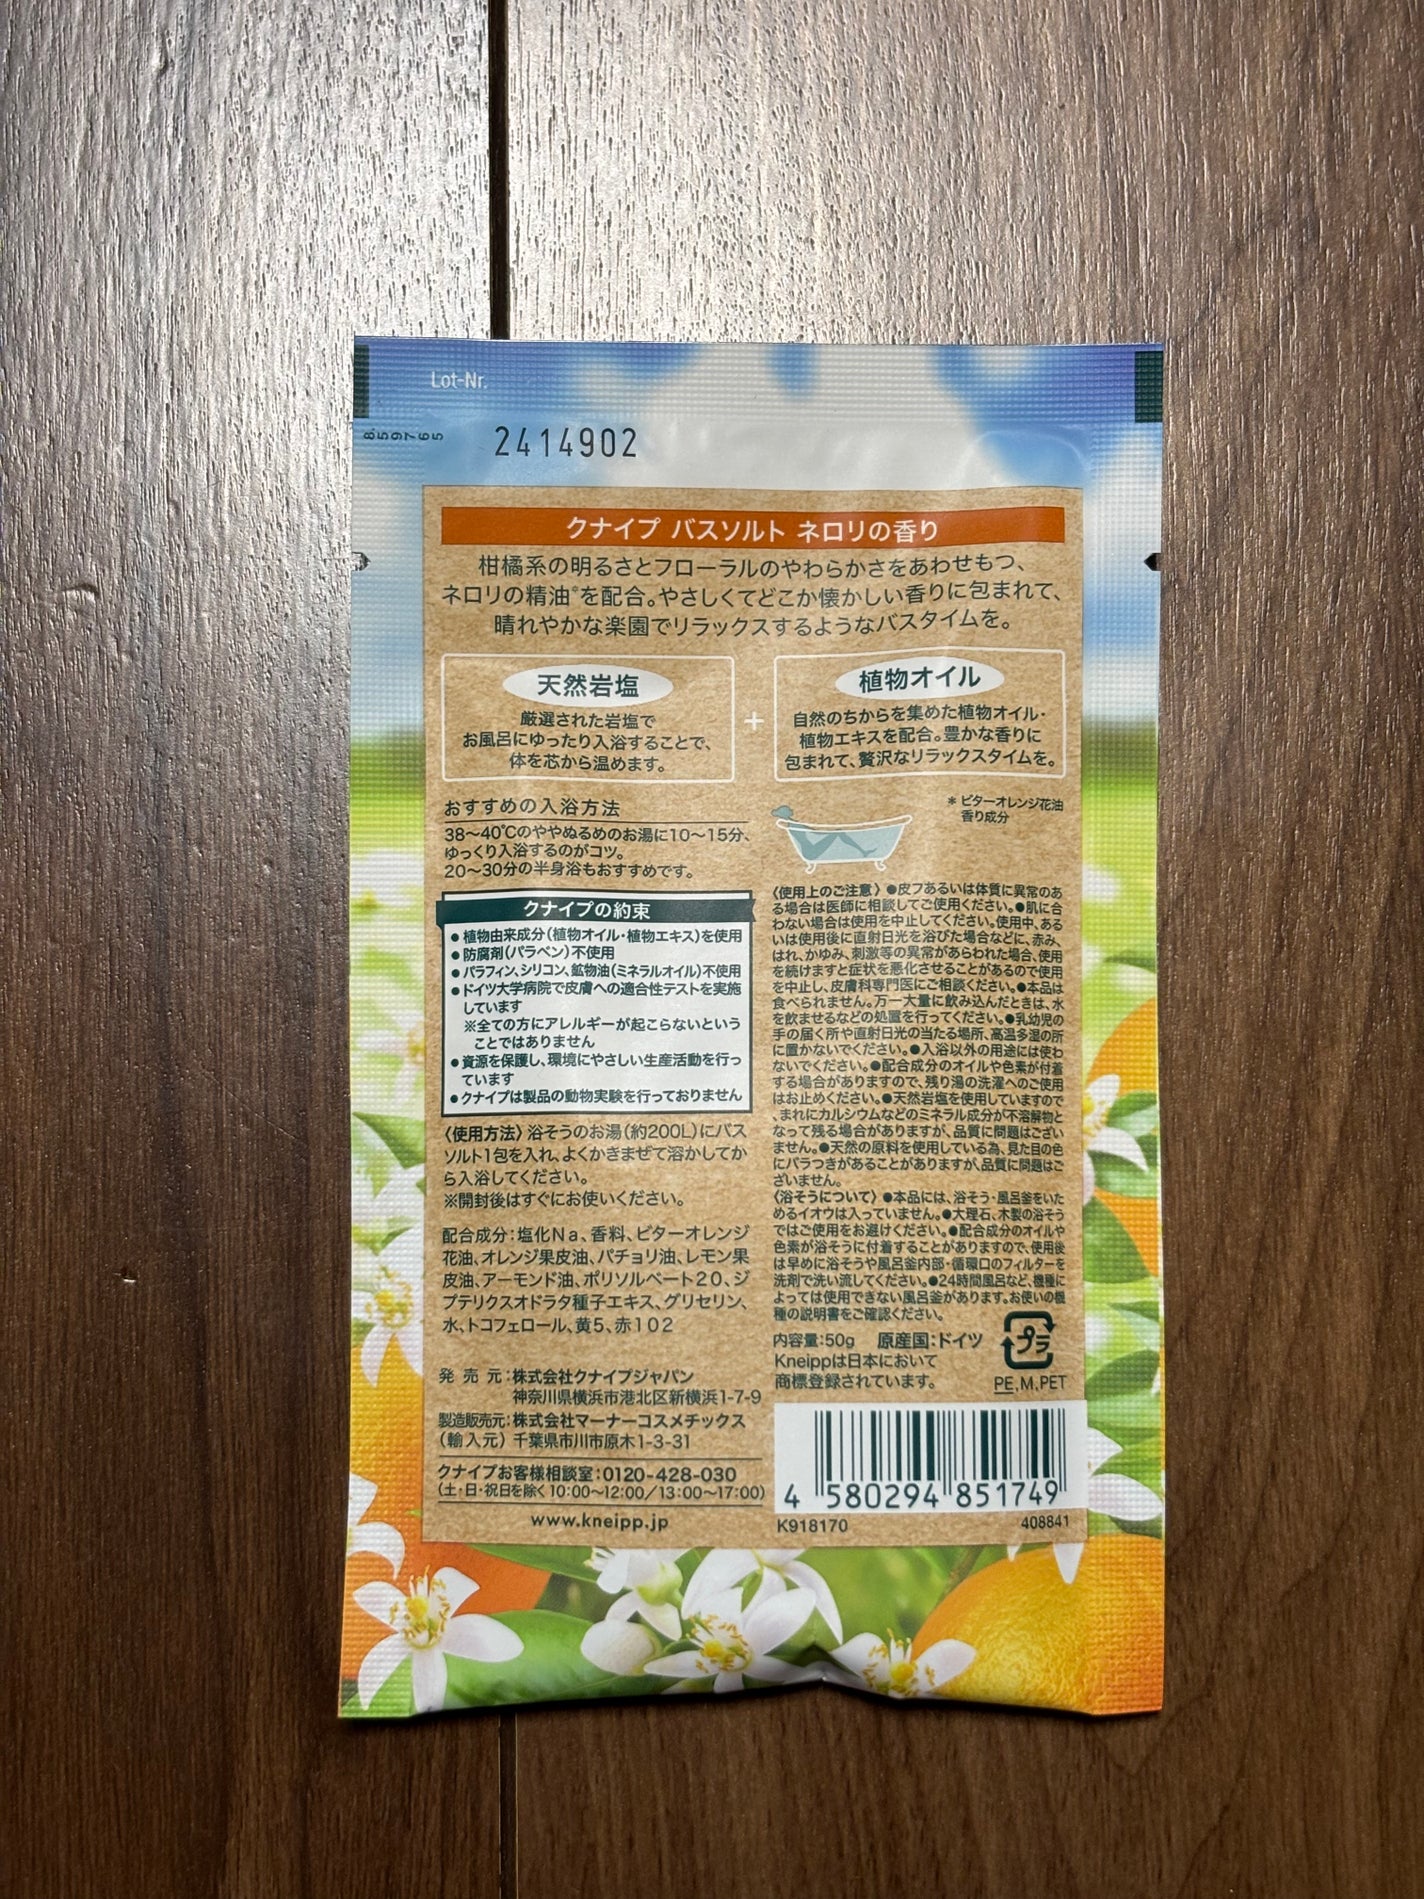 Lot-Nr.
859765
2414902
クナイプ バスソルト ネロリの香り
柑橘系の明るさとフローラルのやわらかさをあわせもつ、
ネロリの精油*を配合。やさしくてどこか懐かしい香りに包まれて、
晴れやかな楽園でリラックスするようなバスタイムを。
天然岩塩
厳選された岩塩で
お風呂にゆったり入浴することで、
体を芯から温めます。
+
植物オイル
自然のちからを集めた植物オイル・
植物エキスを配合。豊かな香りに
包まれて、贅沢なリラックスタイムを。
おすすめの入浴方法
38〜40℃のややぬるめのお湯に10〜15分、
ゆっくり入浴するのがコツ。
20〜30分の半身浴もおすすめです。
＊ビターオレンジ花油
香り成分
クナイプの約束
●植物由来成分(植物オイル・植物エキス)を使用
●防腐剤(パラベン)不使用
●パラフィン、シリコン、鉱物油(ミネラルオイル)不使用
●ドイツ大学病院で皮膚への適合性テストを実施
しています
※全ての方にアレルギーが起こらないという
ことではありません
●資源を保護し、環境にやさしい生産活動を行っ
ています
●クナイプは製品の動物実験を行っておりません
〈使用方法〉浴そうのお湯(約200L)にバス
ソルト1包を入れ、よくかきまぜて溶かしてか
ら入浴してください。
※開封後はすぐにお使いください。
配合成分：塩化Ｎａ、香料、ビターオレンジ
花油、オレンジ果皮油、パチョリ油、レモン果
皮油、アーモンド油、ポリソルベート２０、ジ
プテリクスオドラタ種子エキス、グリセリン、
水、トコフェロール、黄5、赤102
発売元：株式会社クナイプジャパン
神奈川県横浜市港北区新横浜1-7-9
製造販売元：株式会社マーナーコスメチックス
(輸入元) 千葉県市川市原木1-3-31
クナイプお客様相談室：0120-428-030
(土・日・祝日を除く10:00〜12:00／13:00〜17:00)
www.kneipp.jp
〈使用上のご注意〉●皮フあるいは体質に異常のあ
る場合は医師に相談してご使用ください。●肌に合
わない場合は使用を中止してください。使用中、ある
いは使用後に直射日光を浴びた場合などに、赤み、
はれ、かゆみ、刺激等の異常があらわれた場合、使用
を続けますと症状を悪化させることがあるので使用
を中止し、皮膚科専門医にご相談ください。●本品は
食べられません。万一大量に飲み込んだときは、水
を飲ませるなどの処置を行ってください。●乳幼児の
手の届く所や直射日光の当たる場所、高温多湿の所
に置かないでください。●入浴以外の用途には使わ
ないでください。●配合成分のオイルや色素が付着
する場合がありますので、残り湯の洗濯へのご使用
はお止めください。●天然岩塩を使用していますので
、まれにカルシウムなどのミネラル成分が不溶解物と
なって残る場合がありますが、品質に問題はござい
ません。●天然の原料を使用している為、見た目の色
にバラつきがあることがありますが、品質に問題はご
ざいません。
〈浴そうについて〉●本品には、浴そう・風呂釜をいた
めるイオウは入っていません。●大理石、木製の浴そう
ではご使用をお避けください。●配合成分のオイルや
色素が浴そうに付着することがありますので、使用後
は早めに浴そうや風呂釜内部・循環口のフィルターを
洗剤で洗い流してください。●24時間風呂など、機種に
よっては使用できない風呂釜があります。お使いの機
種の説明書をご確認ください。
内容量：50g 原産国：ドイツ
Kneippは日本において
商標登録されています。
プラ
PE,M,PET
4 580294 851749
K918170 408841